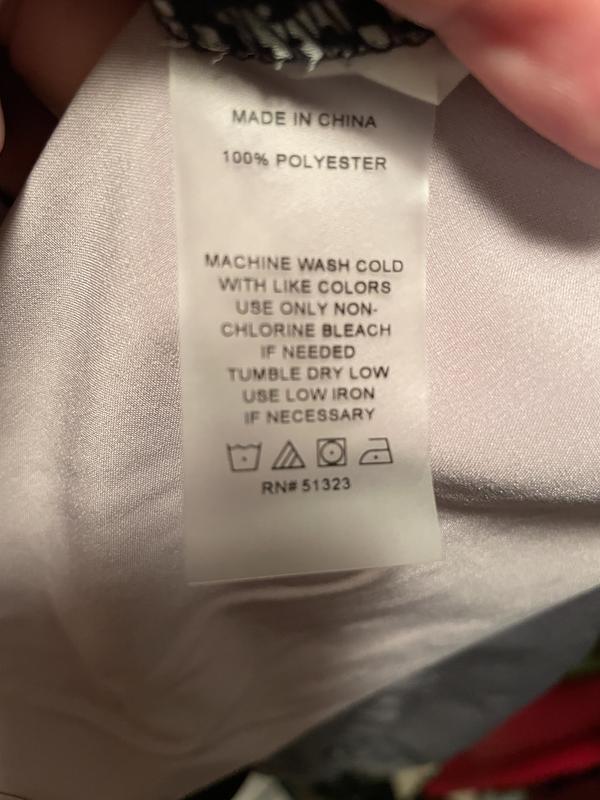 MADE IN CHINA
100% POLYESTER
MACHINE WASH COLD
WITH LIKE COLORS
USE ONLY NON-
CHLORINE BLEACH
IF NEEDED
TUMBLE DRY LOW
USE LOW IRON
IF NECESSARY
RN# 51323